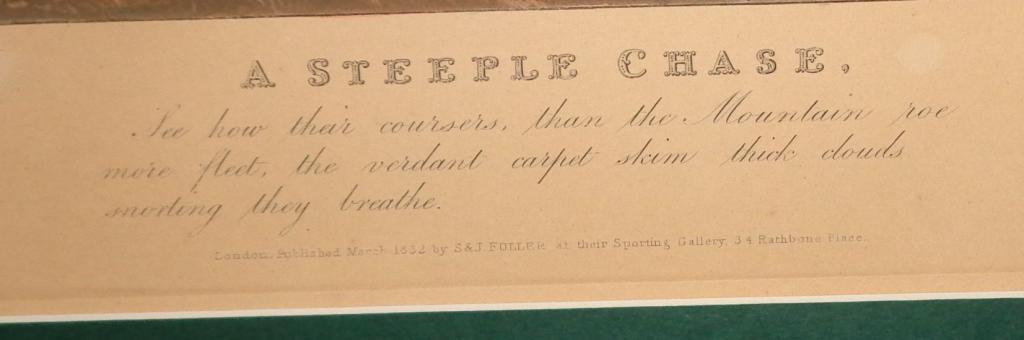 A STEEPLE CHASE,
See how their coursers, than the Mountain roe
more fleet, the verdant carpet skim thick clouds
snorting they breathe.
London, Published March 1832 by S&J. FULLER at their Sporting Gallery, 34 Rathbone Place.